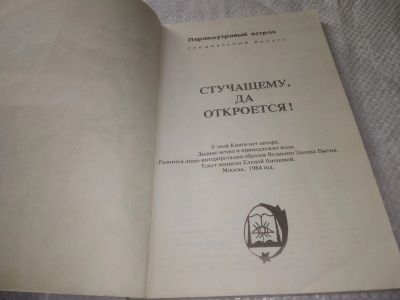 Перламутровый остров
специальный выпуск
СТУЧАЩЕМУ,
ДА
ОТКРОЕТСЯ!
У этой Книги нет автора.
Знание вечно и принадлежит всем.
Разнится лишь интерпретация образов Великого Закона Бытия.
Текст написан Еленой Аноповой.
Москва, 1984 год.